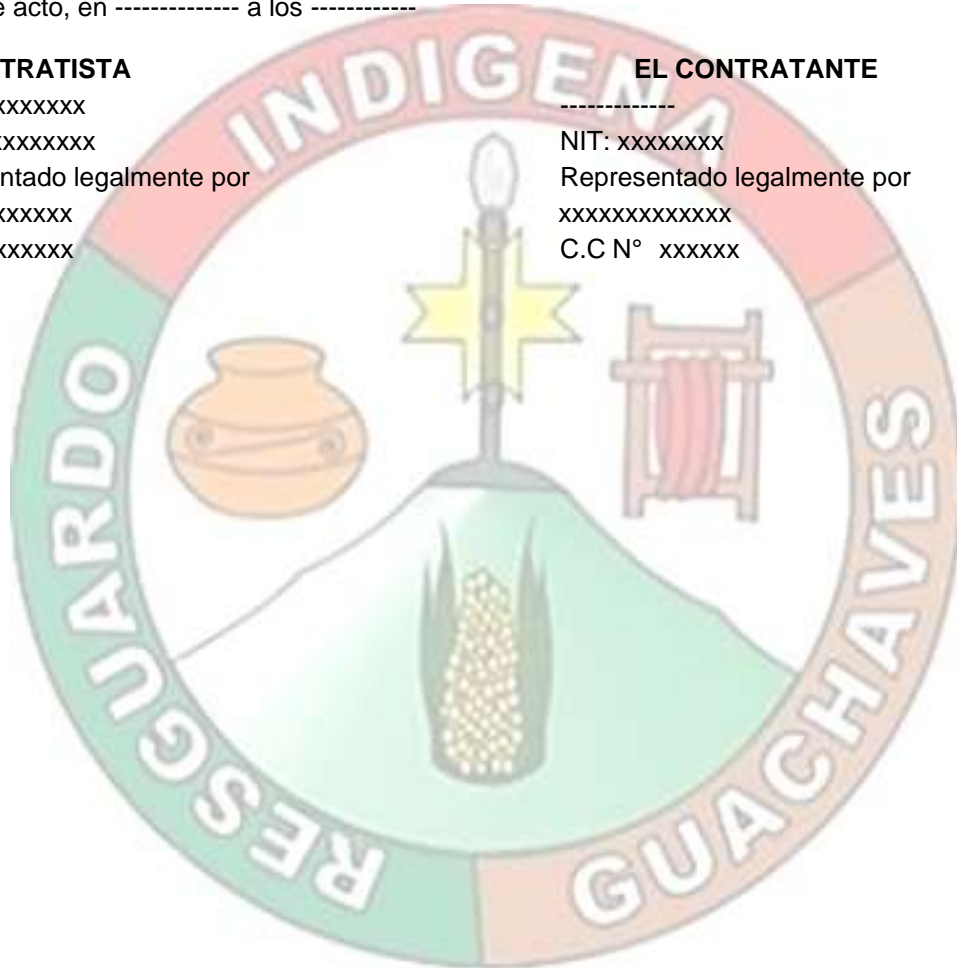 e acto, en -------------- a los ------------
TRATISTA
xxxxxxx
xxxxxxxx
ntado legalmente por
xxxxxx
xxxxxx
EL CONTRATANTE
-------------
NIT: xxxxxxxx
Representado legalmente por
xxxxxxxxxxxxx
C.C N° xxxxxx
RESGUARDO
INDIGENA
GUACHAVES